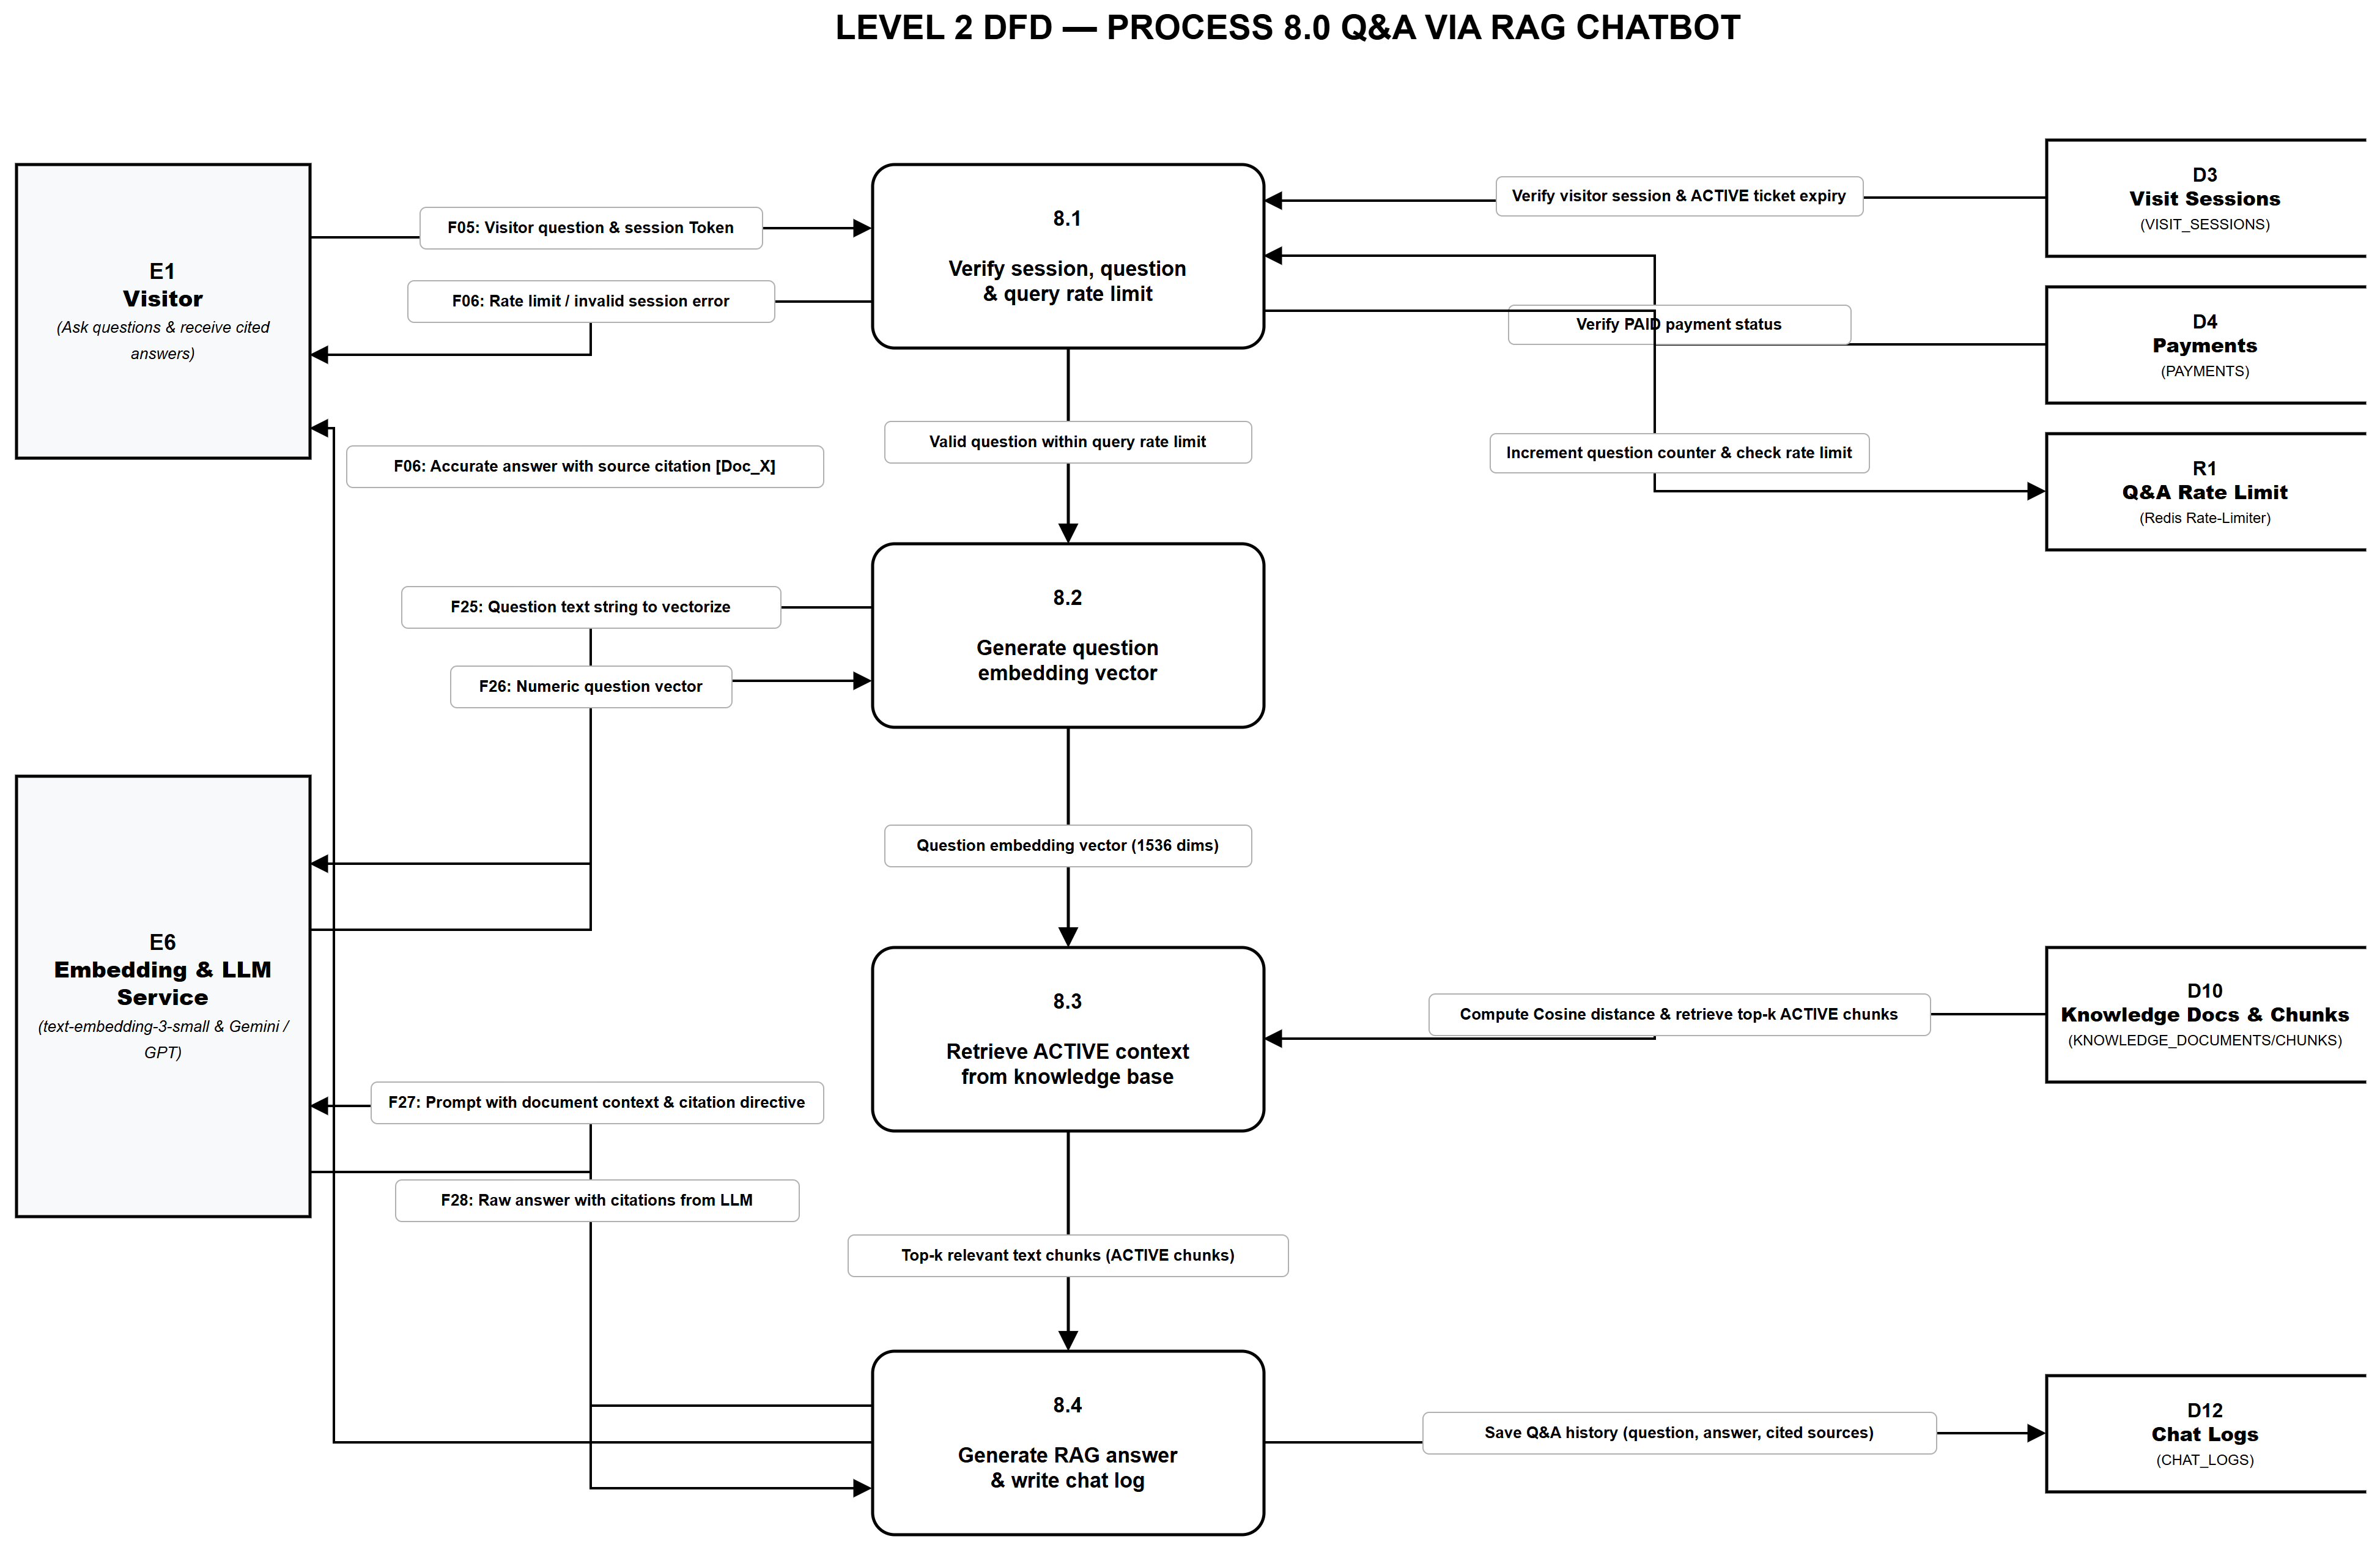 LEVEL 2 DFD — PROCESS 8.0 Q&A VIA RAG CHATBOT
E1
Visitor
(Ask questions & receive cited
answers)
F05: Visitor question & session Token
F06: Rate limit / invalid session error
F06: Accurate answer with source citation [Doc_X]
8.1
Verify session, question
& query rate limit
Verify visitor session & ACTIVE ticket expiry
Verify PAID payment status
Increment question counter & check rate limit
D3
Visit Sessions
(VISIT_SESSIONS)
D4
Payments
(PAYMENTS)
R1
Q&A Rate Limit
(Redis Rate-Limiter)
Valid question within query rate limit
F25: Question text string to vectorize
F26: Numeric question vector
8.2
Generate question
embedding vector
Question embedding vector (1536 dims)
E6
Embedding & LLM
Service
(text-embedding-3-small & Gemini /
GPT)
8.3
Retrieve ACTIVE context
from knowledge base
Compute Cosine distance & retrieve top-k ACTIVE chunks
D10
Knowledge Docs & Chunks
(KNOWLEDGE_DOCUMENTS/CHUNKS)
F27: Prompt with document context & citation directive
F28: Raw answer with citations from LLM
Top-k relevant text chunks (ACTIVE chunks)
8.4
Generate RAG answer
& write chat log
Save Q&A history (question, answer, cited sources)
D12
Chat Logs
(CHAT_LOGS)